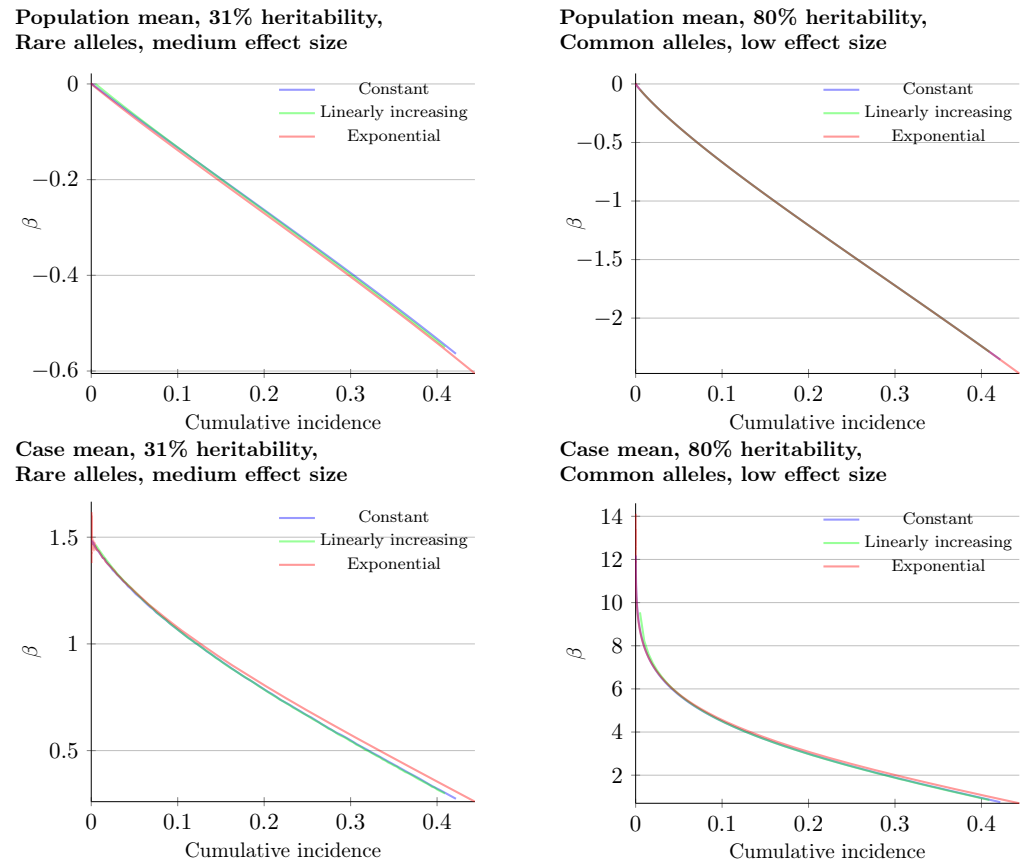 Population mean, 31% heritability,
Rare alleles, medium effect size
0
−0.2
−0.4
−0.6
β
Constant
Linearly increasing
Exponential
0 0.1 0.2 0.3 0.4
Cumulative incidence
Population mean, 80% heritability,
Common alleles, low effect size
0
−0.5
−1
−1.5
−2
β
Constant
Linearly increasing
Exponential
0 0.1 0.2 0.3 0.4
Cumulative incidence
Case mean, 31% heritability,
Rare alleles, medium effect size
1.5
1
0.5
β
Constant
Linearly increasing
Exponential
0 0.1 0.2 0.3 0.4
Cumulative incidence
Case mean, 80% heritability,
Common alleles, low effect size
14
12
10
8
6
4
2
β
Constant
Linearly increasing
Exponential
0 0.1 0.2 0.3 0.4
Cumulative incidence